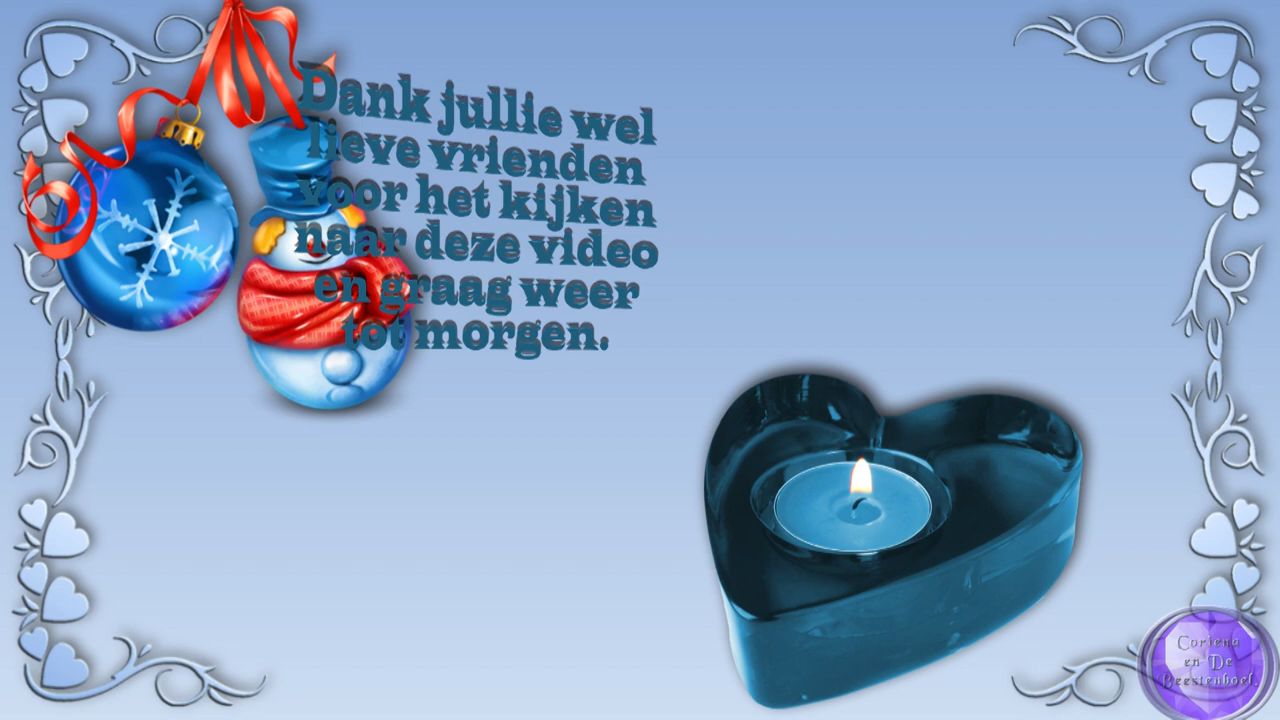 Dank jullie wel
lieve vrienden
voor het kijken
naar deze video
en graag weer
tot morgen.
Coriena
en De
Beestenboel